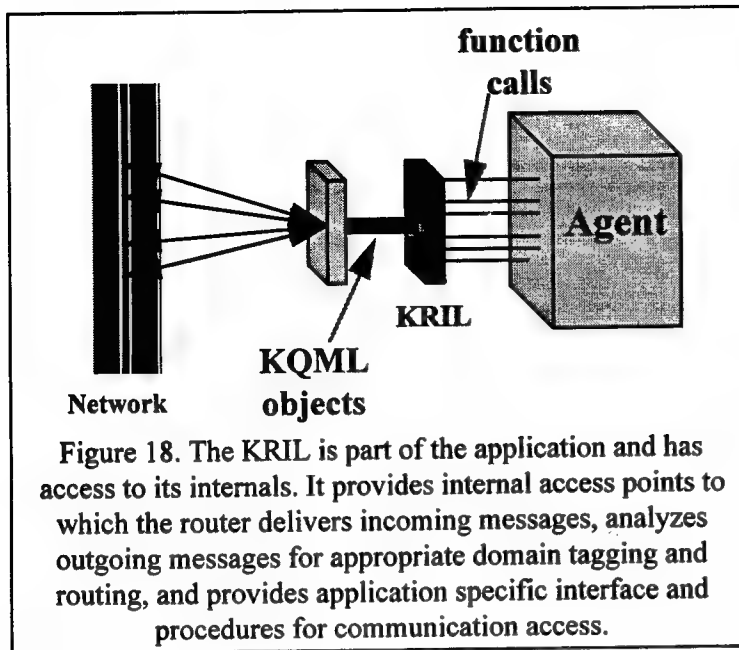 function
calls
Agent
KRIL
KQML
objects
Network
Figure 18. The KRIL is part of the application and has
access to its internals. It provides internal access points to
which the router delivers incoming messages, analyzes
outgoing messages for appropriate domain tagging and
routing, and provides application specific interface and
procedures for communication access.